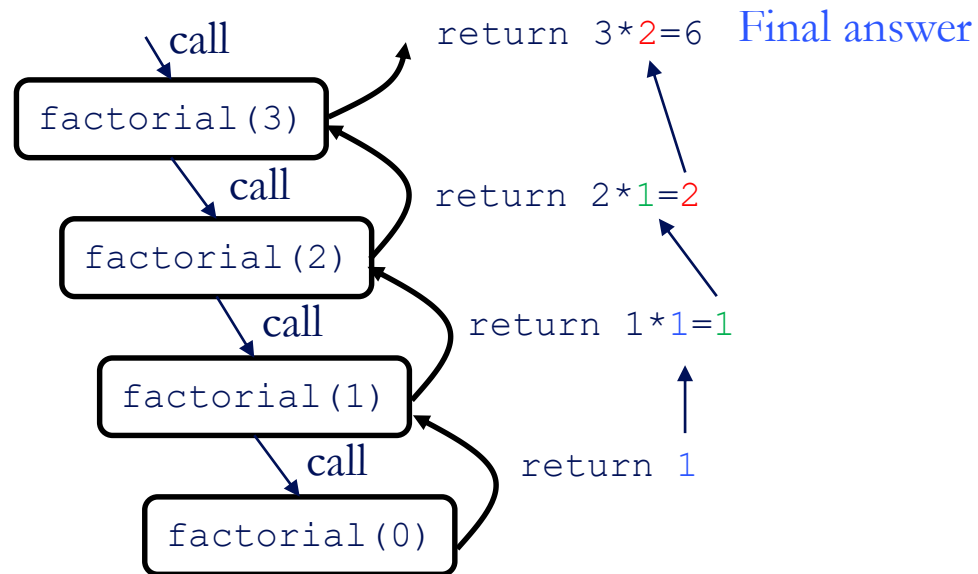 call
return 3*2=6 Final answer
factorial(3)
call
return 2*1=2
factorial(2)
call
return 1*1=1
factorial(1)
call
return 1
factorial(0)